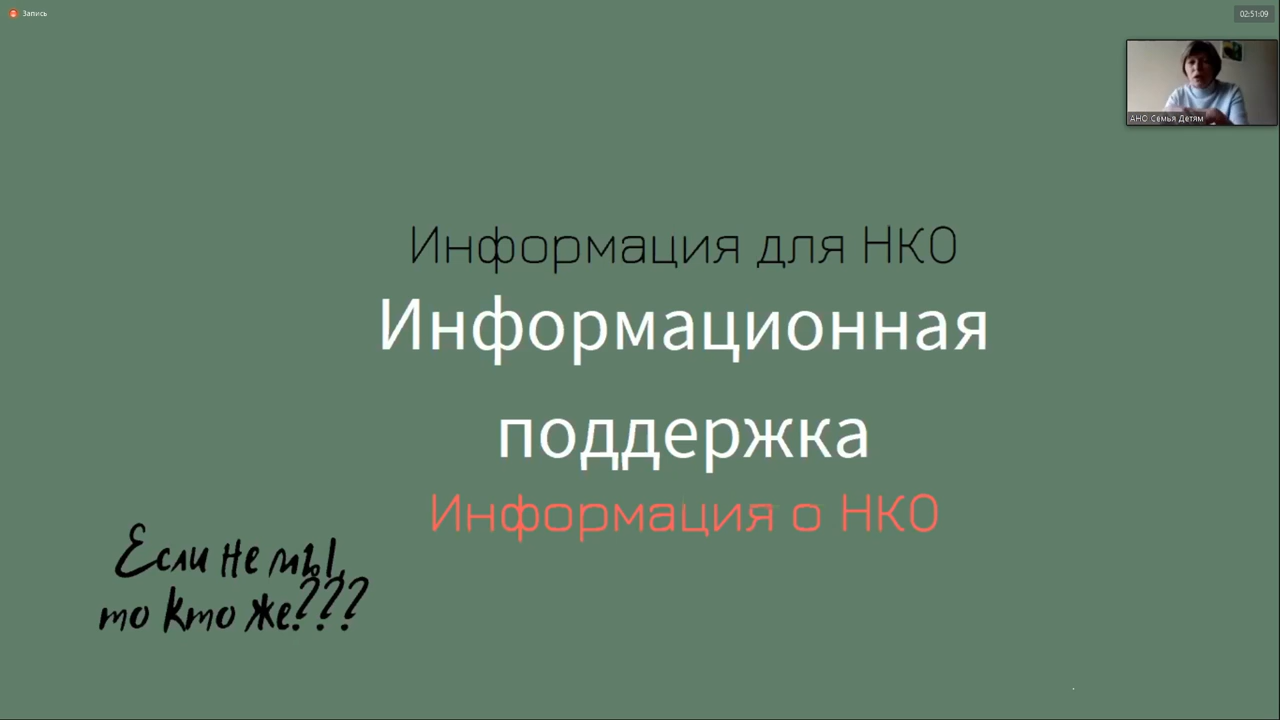 Запись
02:51:09
АНО Семья Детям
Информация для НКО
Информационная
поддержка
Информация о НКО
Если не мы,
то кто же???